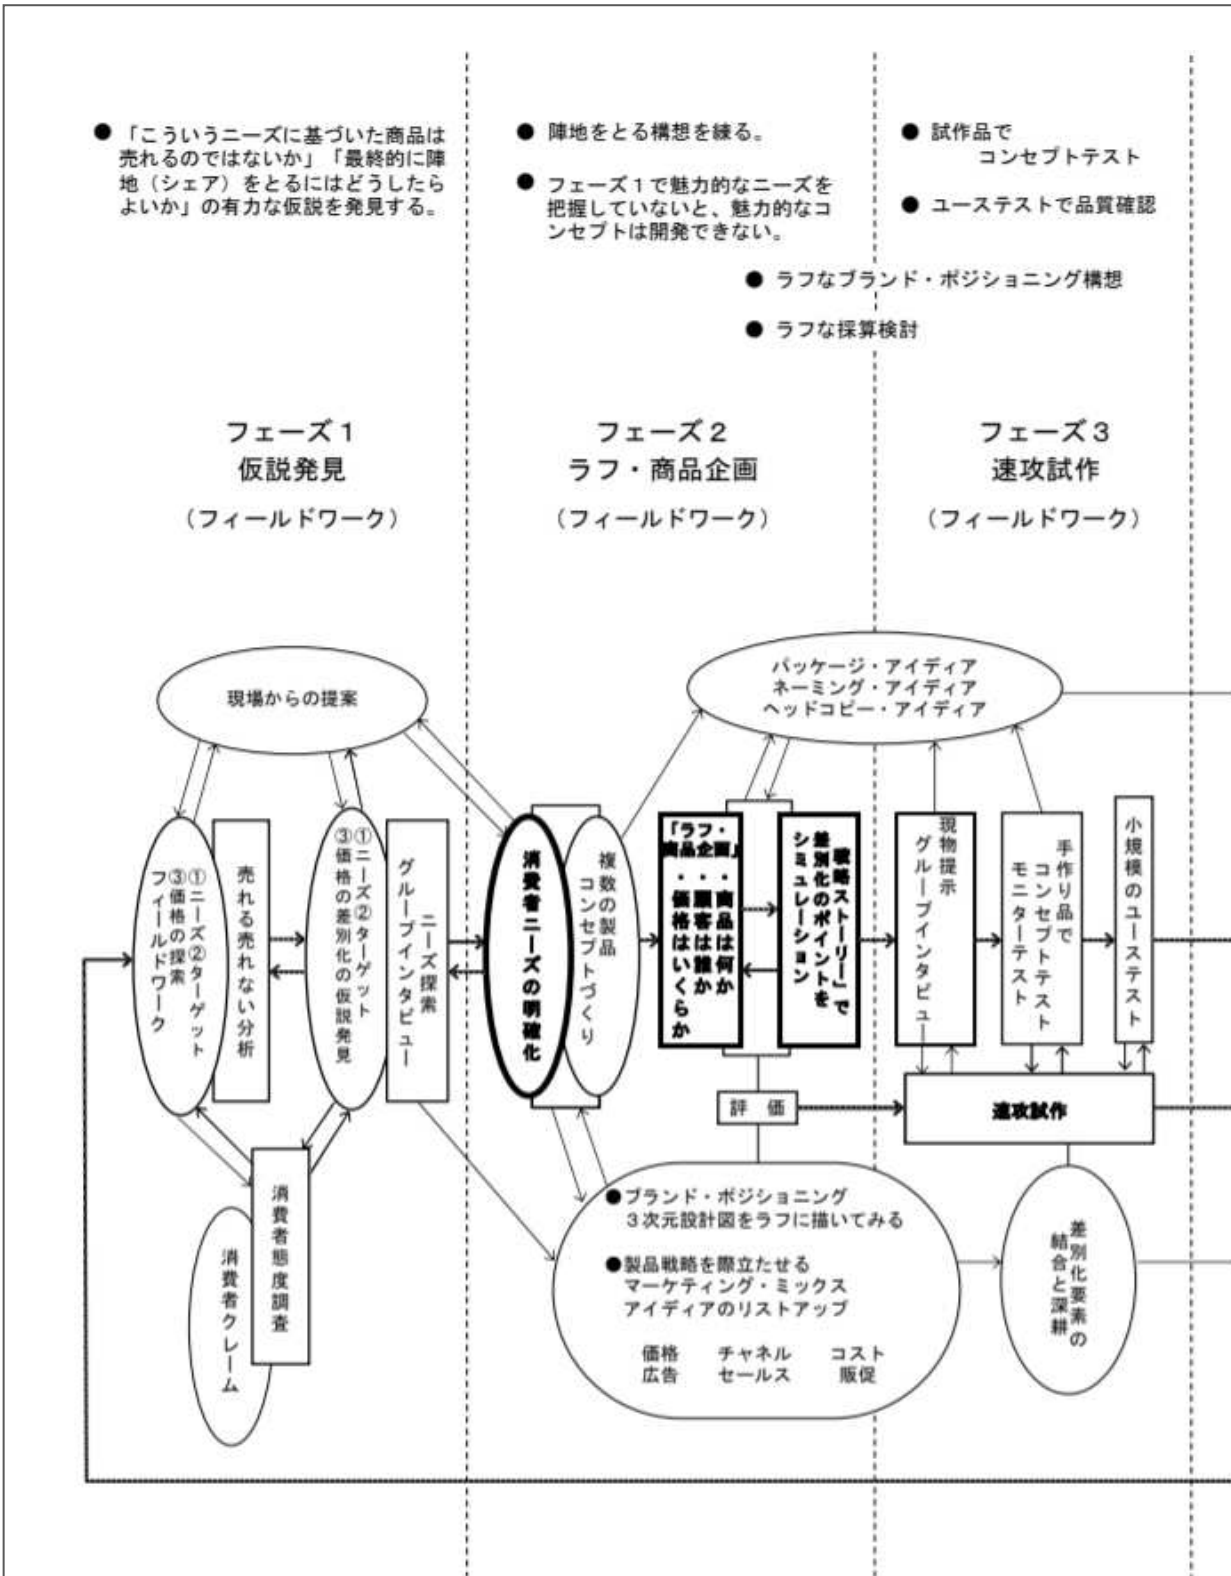 ● 「こういうニーズに基づいた商品は
売れるのではないか」「最終的に陣
地（シェア）をとるにはどうしたら
よいか」の有力な仮説を発見する。
● 陣地をとる構想を練る。
● フェーズ１で魅力的なニーズを
把握していないと、魅力的なコ
ンセプトは開発できない。
● 試作品で
コンセプトテスト
● ユーステストで品質確認
● ラフなブランド・ポジショニング構想
● ラフな採算検討
フェーズ１
仮説発見
（フィールドワーク）
フェーズ２
ラフ・商品企画
（フィールドワーク）
フェーズ３
速攻試作
（フィールドワーク）
現場からの提案
パッケージ・アイディア
ネーミング・アイディア
ヘッドコピー・アイディア
①ニーズ②ターゲット
③価格の探索
フィールドワーク
売れる売れない分析
①ニーズ②ターゲット
③価格の差別化の仮説発見
ニーズ探索
グループインタビュー
消費者ニーズの明確化
複数の製品
コンセプトづくり
「ラフ・
商品企画」
・商品は何か
・顧客は誰か
・価格はいくらか
「戦略ストーリー」で
差別化のポイントを
シミュレーション
現物提示
グループインタビュー
手作り品で
コンセプトテスト
モニターテスト
小規模のユーステスト
評　価
速攻試作
消費者態度調査
消費者クレーム
●ブランド・ポジショニング
３次元設計図をラフに描いてみる
●製品戦略を際立たせる
マーケティング・ミックス
アイディアのリストアップ
価格　チャネル　コスト
広告　セールス　販促
差別化要素の
結合と深耕